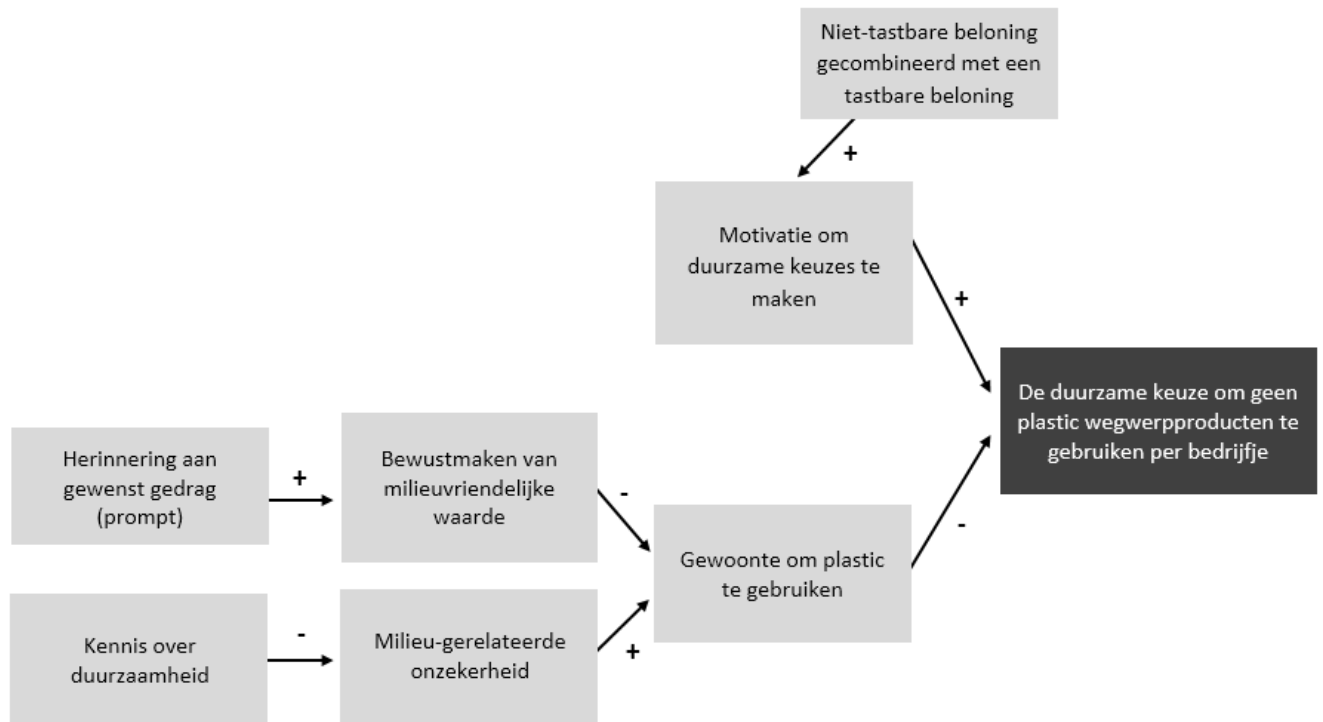 Niet-tastbare beloning
gecombineerd met een
tastbare beloning
+
Motivatie om
duurzame keuzes te
maken
+
De duurzame keuze om geen
plastic wegwerpproducten te
gebruiken per bedrijfje
Herinnering aan
gewenst gedrag
(prompt)
+
Bewustmaken van
milieuvriendelijke
waarde
-
Gewoonte om plastic
te gebruiken
-
Kennis over
duurzaamheid
-
Milieu-gerelateerde
onzekerheid
+